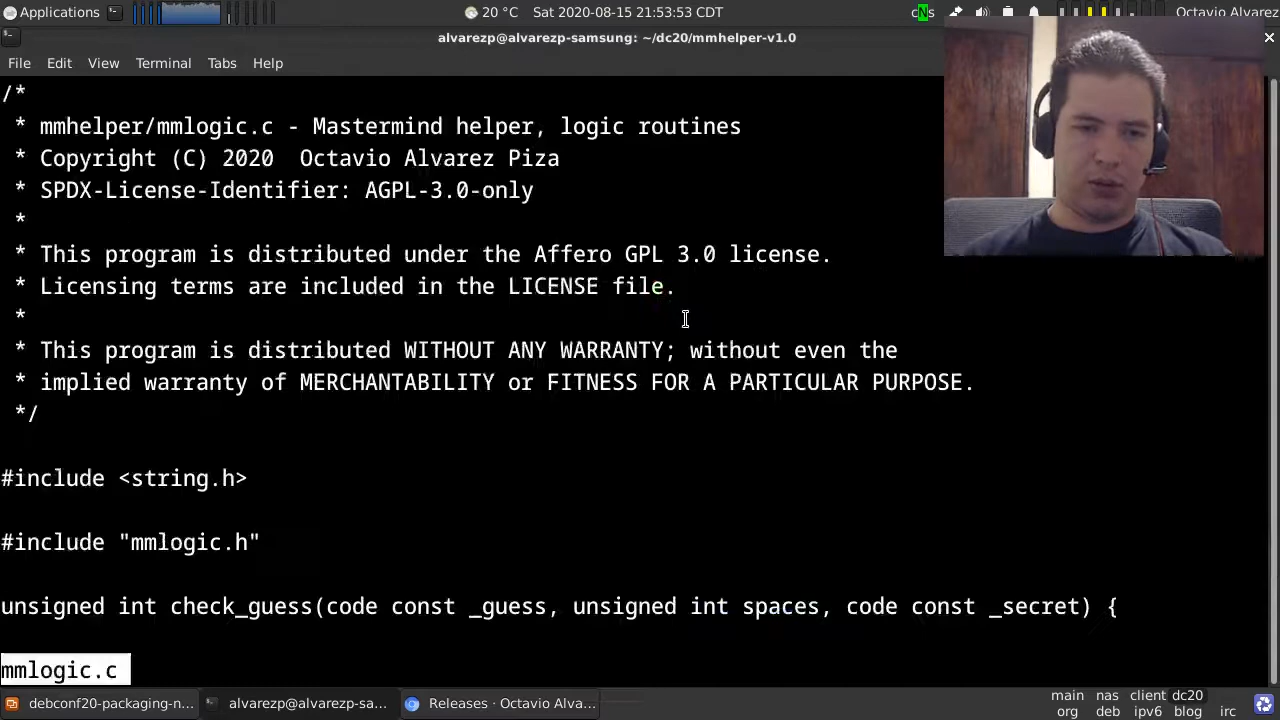 Applications
20 °C Sat 2020-08-15 21:53:53 CDT
Octavio Alvarez
alvarezp@alvarezp-samsung: ~/dc20/mmhelper-v1.0
File Edit View Terminal Tabs Help
/*
* mmhelper/mmlogic.c - Mastermind helper, logic routines
* Copyright (C) 2020 Octavio Alvarez Piza
* SPDX-License-Identifier: AGPL-3.0-only
*
* This program is distributed under the Affero GPL 3.0 license.
* Licensing terms are included in the LICENSE file.
*
* This program is distributed WITHOUT ANY WARRANTY; without even the
* implied warranty of MERCHANTABILITY or FITNESS FOR A PARTICULAR PURPOSE.
*/
#include <string.h>
#include "mmlogic.h"
unsigned int check_guess(code const _guess, unsigned int spaces, code const _secret) {
mmlogic.c
debconf20-packaging-n... alvarezp@alvarezp-sa... Releases · Octavio Alva...
main nas client dc20
org deb ipv6 blog irc